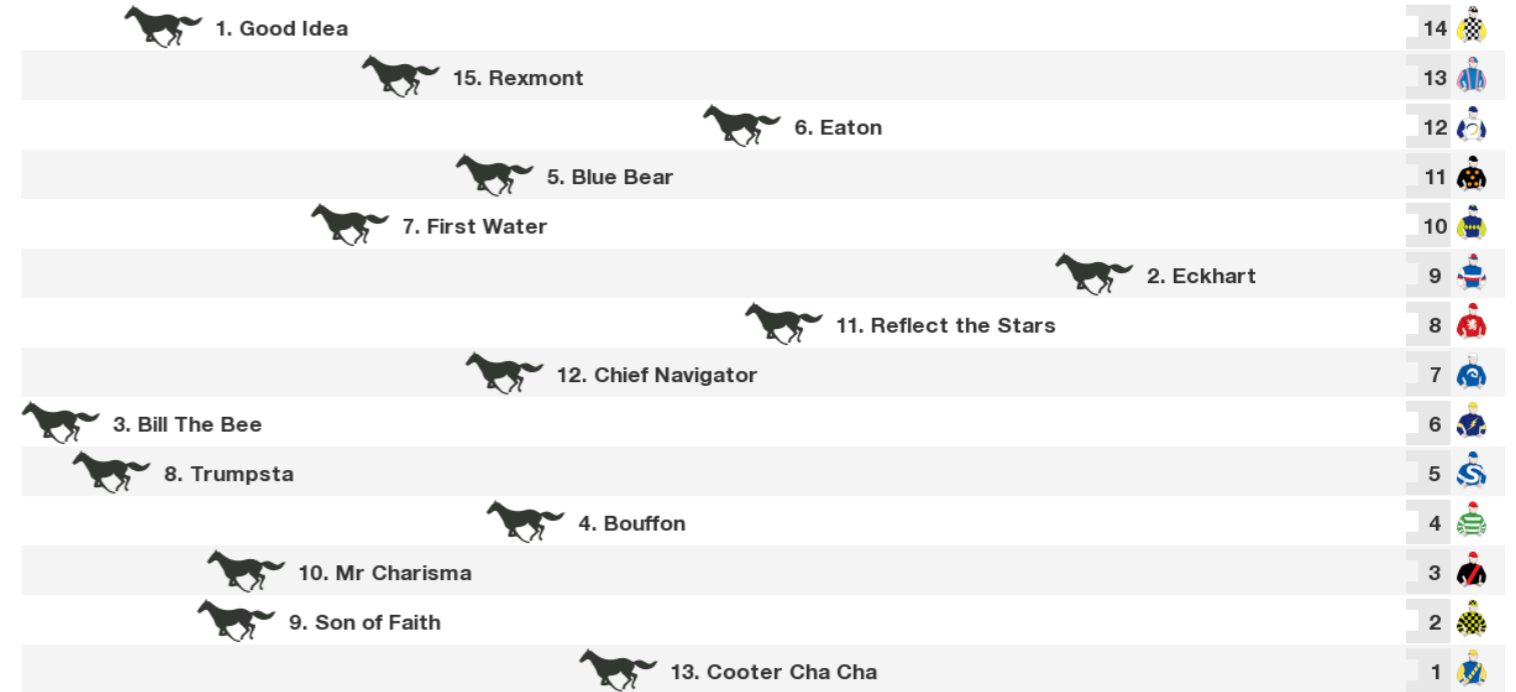 1. Good Idea 14
15. Rexmont 13
6. Eaton 12
5. Blue Bear 11
7. First Water 10
2. Eckhart 9
11. Reflect the Stars 8
12. Chief Navigator 7
3. Bill The Bee 6
8. Trumpsta 5
4. Bouffon 4
10. Mr Charisma 3
9. Son of Faith 2
13. Cooter Cha Cha 1